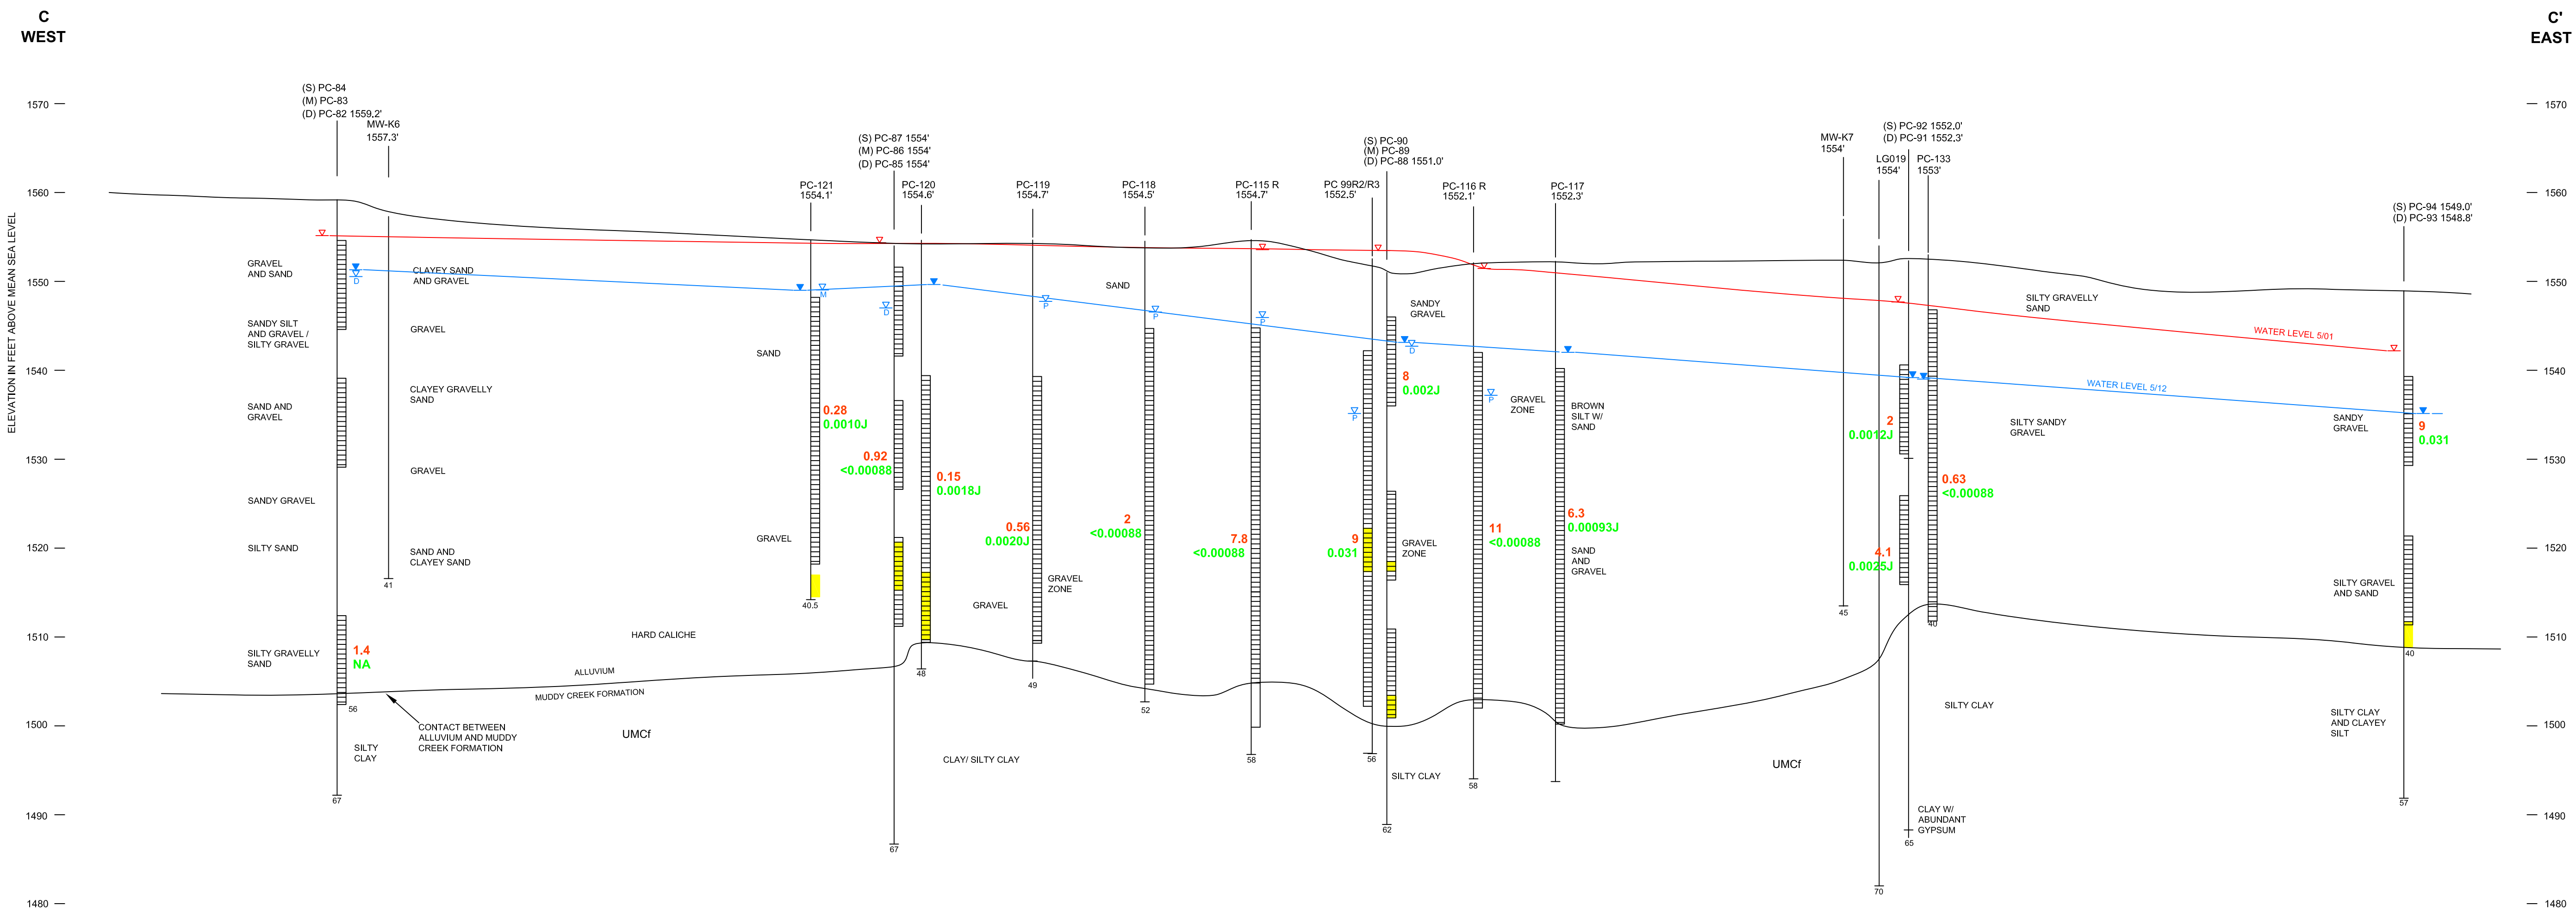 C
WEST
C'
EAST
ELEVATION IN FEET ABOVE MEAN SEA LEVEL
1570
1560
1550
1540
1530
1520
1510
1500
1490
1480
(S) PC-84
(M) PC-83
(D) PC-82 1559.2'
MW-K6
1557.3'
PC-121
1554.1'
(S) PC-87 1554'
(M) PC-86 1554'
(D) PC-85 1554'
PC-120
1554.6'
PC-119
1554.7'
PC-118
1554.5'
PC-115 R
1554.7'
PC 99R2/R3
1552.5'
(S) PC-90
(M) PC-89
(D) PC-88 1551.0'
PC-116 R
1552.1'
PC-117
1552.3'
MW-K7
1554'
LG019
1554'
(S) PC-92 1552.0'
(D) PC-91 1552.3'
PC-133
1553'
(S) PC-94 1549.0'
(D) PC-93 1548.8'
1570
1560
1550
1540
1530
1520
1510
1500
1490
1480
GRAVEL
AND SAND
SANDY SILT
AND GRAVEL /
SILTY GRAVEL
SAND AND
GRAVEL
SANDY GRAVEL
SILTY SAND
SILTY GRAVELLY
SAND
D
1.4
NA
56
SILTY
CLAY
67
CLAYEY SAND
AND GRAVEL
GRAVEL
CLAYEY GRAVELLY
SAND
GRAVEL
SAND AND
CLAYEY SAND
41
CONTACT BETWEEN
ALLUVIUM AND MUDDY
CREEK FORMATION
ALLUVIUM
MUDDY CREEK FORMATION
HARD CALICHE
UMCf
SAND
GRAVEL
M
0.28
0.0010J
40.5
D
0.92
<0.00088
67
0.15
0.0018J
48
GRAVEL
CLAY/ SILTY CLAY
P
0.56
0.0020J
GRAVEL
ZONE
49
SAND
P
2
<0.00088
52
P
7.8
<0.00088
58
P
9
0.031
56
SANDY
GRAVEL
D
8
0.002J
GRAVEL
ZONE
SILTY CLAY
62
P
11
<0.00088
58
GRAVEL
ZONE
BROWN
SILT W/
SAND
6.3
0.00093J
SAND
AND
GRAVEL
UMCf
45
70
2
0.0012J
4.1
0.0025J
65
0.63
<0.00088
40
CLAY W/
ABUNDANT
GYPSUM
SILTY GRAVELLY
SAND
SILTY SANDY
GRAVEL
SILTY CLAY
WATER LEVEL 5/01
WATER LEVEL 5/12
SANDY
GRAVEL
9
0.031
SILTY GRAVEL
AND SAND
40
SILTY CLAY
AND CLAYEY
SILT
57